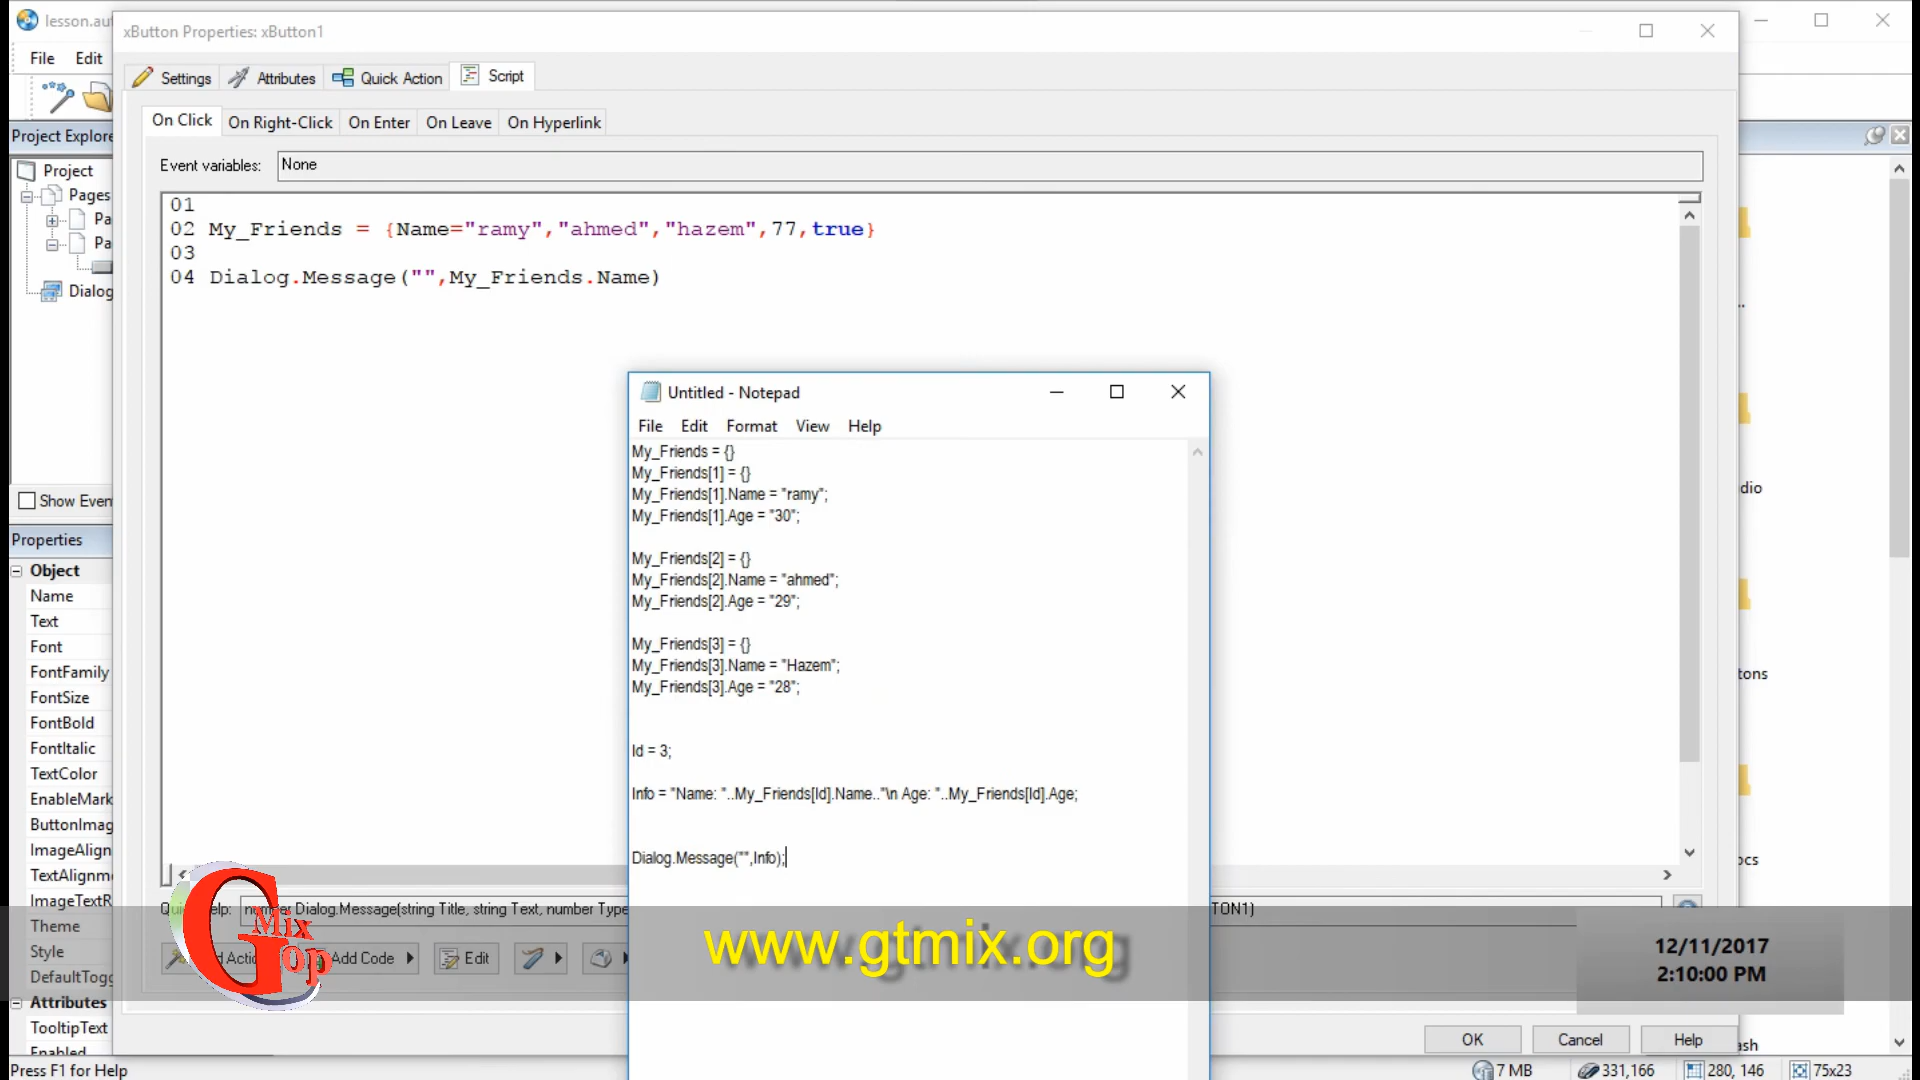 lesson.au
xButton Properties: xButton1
File Edit
Settings Attributes Quick Action Script
On Click On Right-Click On Enter On Leave On Hyperlink
Project Explore
Event variables: None
Project
Pages
Pa
Pa
Dialog
01
02 My_Friends = {Name="ramy","ahmed","hazem",77,true}
03
04 Dialog.Message("",My_Friends.Name)
Untitled - Notepad
File Edit Format View Help
My_Friends = {}
My_Friends[1] = {}
My_Friends[1].Name = "ramy";
My_Friends[1].Age = "30";
My_Friends[2] = {}
My_Friends[2].Name = "ahmed";
My_Friends[2].Age = "29";
My_Friends[3] = {}
My_Friends[3].Name = "Hazem";
My_Friends[3].Age = "28";
Id = 3;
Info = "Name: "..My_Friends[Id].Name.."\n Age: "..My_Friends[Id].Age;
Dialog.Message("",Info);
Show Even
Properties
Object
Name
Text
Font
FontFamily
FontSize
FontBold
FontItalic
TextColor
EnableMark
ButtonImag
ImageAlign
TextAlignm
ImageTextR
Theme
Style
DefaultTogg
Attributes
TooltipText
Enabled
dio
tons
ocs
ash
number Dialog.Message(string Title, string Text, number Type
TON1)
Add Code Edit
G Mix Top
www.gtmix.org
12/11/2017
2:10:00 PM
OK Cancel Help
Press F1 for Help
7 MB 331,166 280, 146 75x23